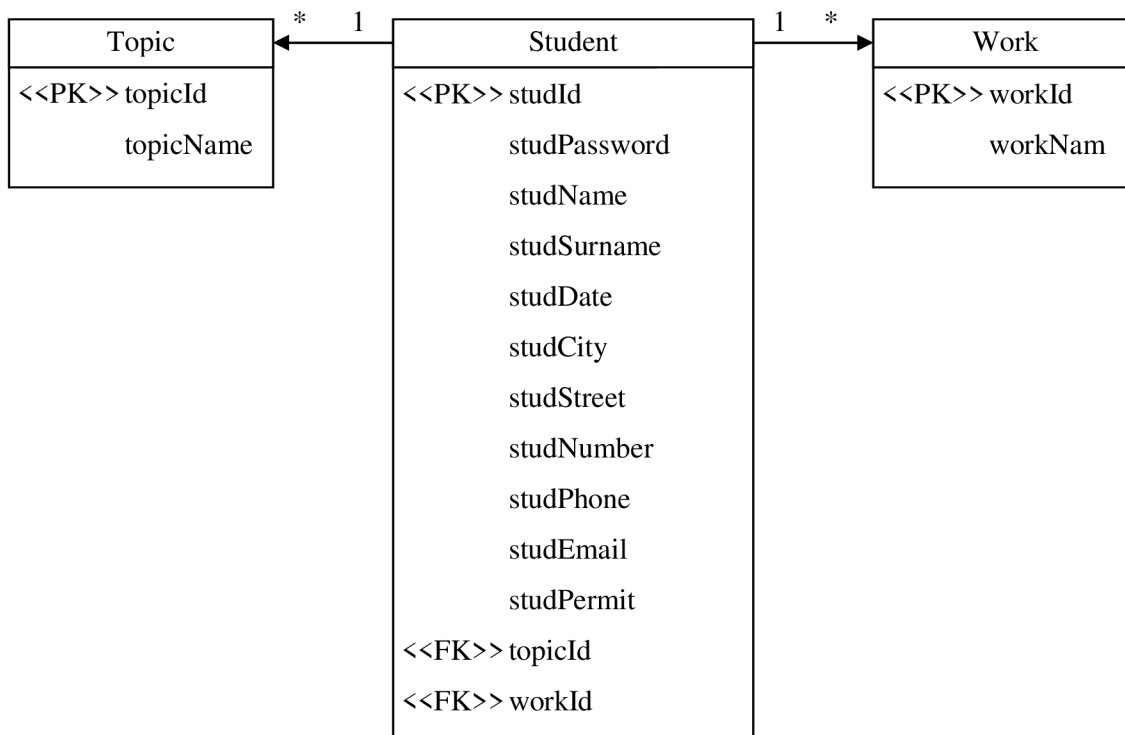 * 1
Topic
<<PK>> topicId
topicName
Student
<<PK>> studId
studPassword
studName
studSurname
studDate
studCity
studStreet
studNumber
studPhone
studEmail
studPermit
<<FK>> topicId
<<FK>> workId
1 *
Work
<<PK>> workId
workNam